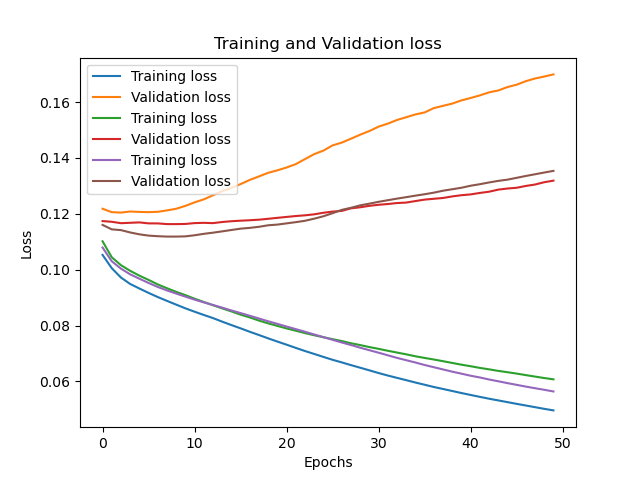 Training and Validation loss
Training loss
Validation loss
Training loss
Validation loss
Training loss
Validation loss
0.16
0.14
0.12
0.10
0.08
0.06
Loss
0
10
20
30
40
50
Epochs